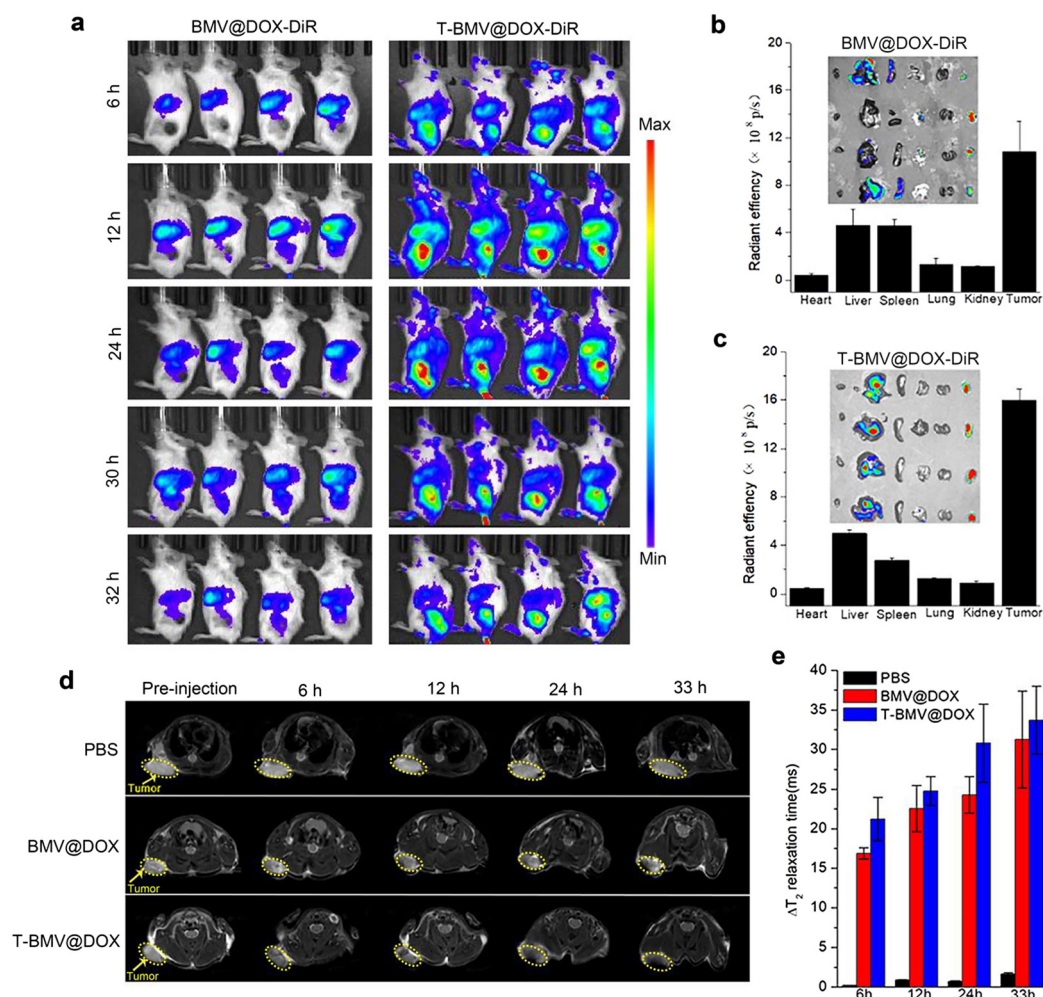 a
BMV@DOX-DiR
T-BMV@DOX-DiR
6 h
12 h
24 h
30 h
32 h
Max
Min
b
BMV@DOX-DiR
Radiant effiency (× 10⁸ p/s)
20
16
12
8
4
0
Heart Liver Spleen Lung Kidney Tumor
c
T-BMV@DOX-DiR
Radiant effiency (× 10⁸ p/s)
20
16
12
8
4
0
Heart Liver Spleen Lung Kidney Tumor
d
Pre-injection 6 h 12 h 24 h 33 h
PBS
Tumor
BMV@DOX
Tumor
T-BMV@DOX
Tumor
e
PBS
BMV@DOX
T-BMV@DOX
ΔT₂ relaxation time(ms)
40
35
30
25
20
15
10
5
0
6h 12h 24h 33h